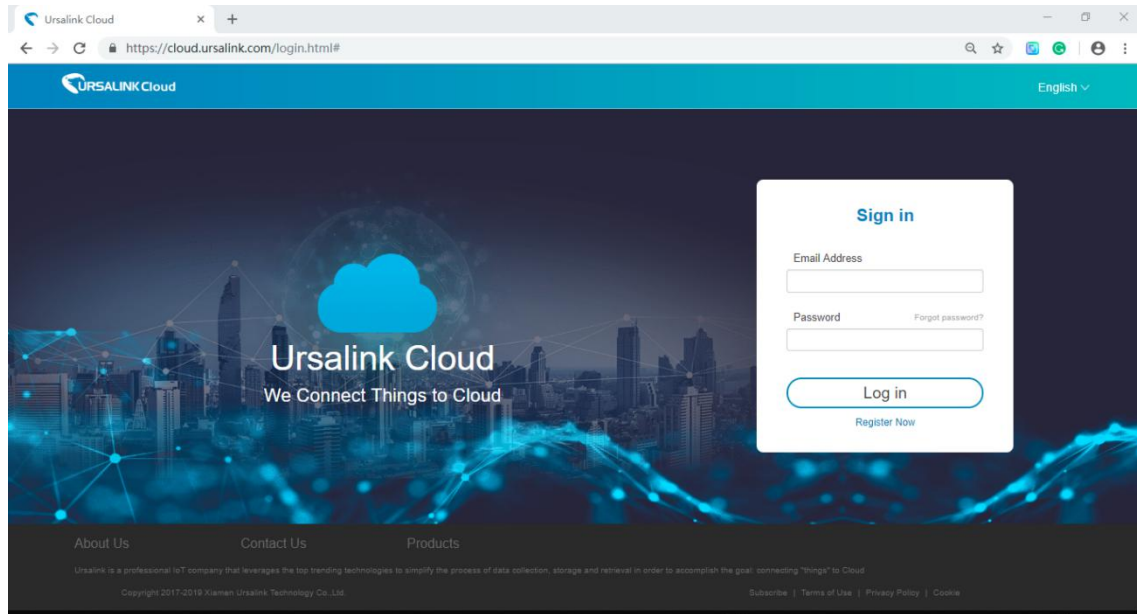 Ursalink Cloud
https://cloud.ursalink.com/login.html#
URSALINK Cloud
English
Sign in
Email Address
Password Forgot password?
Log in
Register Now
Ursalink Cloud
We Connect Things to Cloud
About Us Contact Us Products
Ursalink is a professional IoT company that leverages the top trending technologies to simplify the process of data collection, storage and retrieval in order to accomplish the goal: connecting "things" to Cloud
Copyright 2017-2019 Xiamen Ursalink Technology Co.,Ltd. Subscribe | Terms of Use | Privacy Policy | Cookie